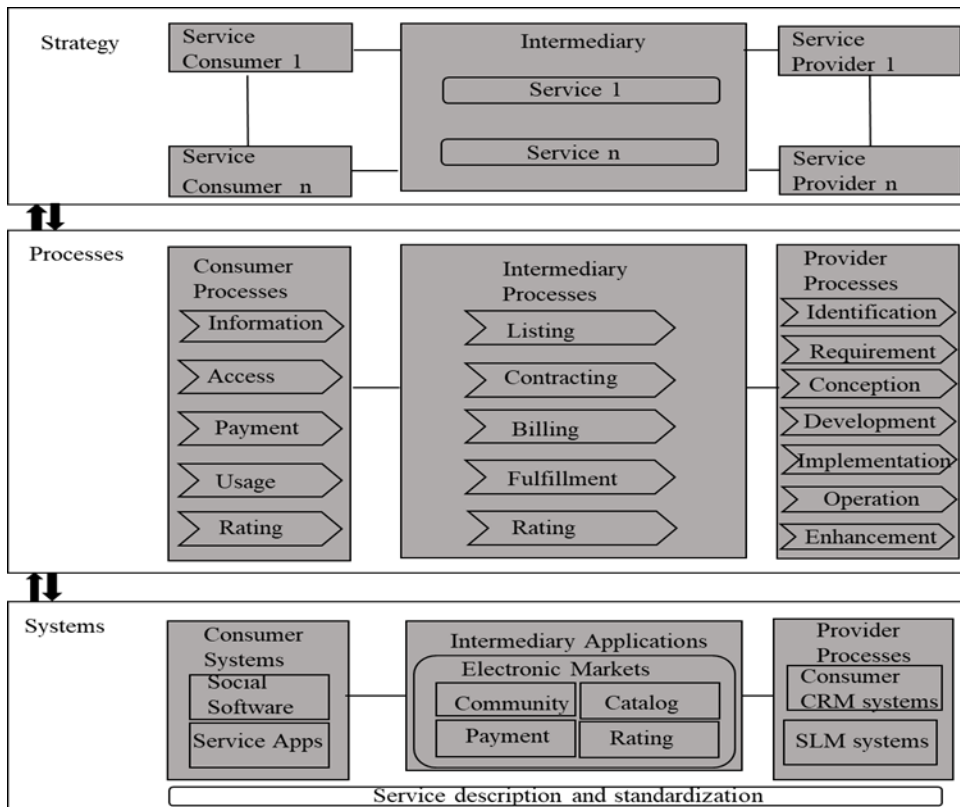 Strategy
Service
Consumer 1
Intermediary
Service 1
Service n
Service
Provider 1
Service
Consumer n
Service
Provider n
Processes
Consumer
Processes
Information
Access
Payment
Usage
Rating
Intermediary
Processes
Listing
Contracting
Billing
Fulfillment
Rating
Provider
Processes
Identification
Requirement
Conception
Development
Implementation
Operation
Enhancement
Systems
Consumer
Systems
Social
Software
Service Apps
Intermediary Applications
Electronic Markets
Community
Catalog
Payment
Rating
Provider
Processes
Consumer
CRM systems
SLM systems
Service description and standardization